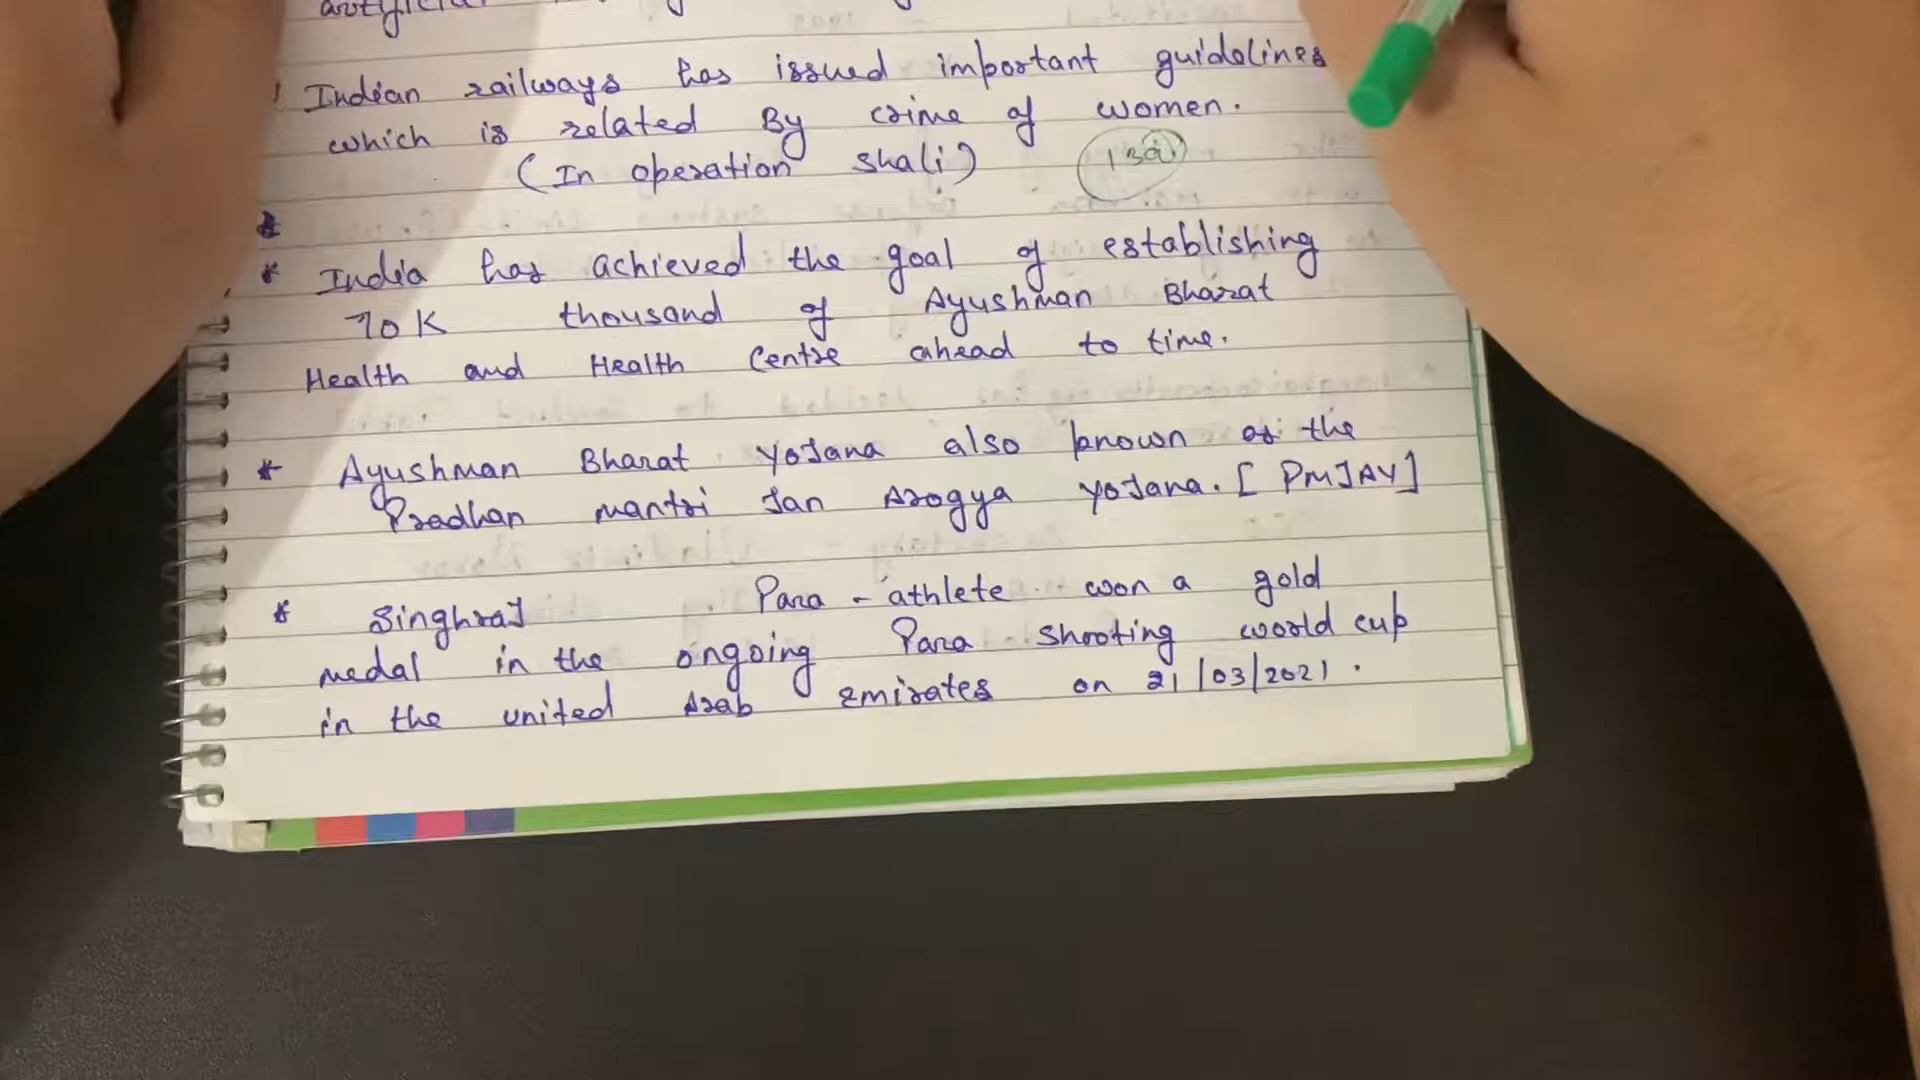 Indian railways has issued important guidelines
which is related By crime of women.
(In operation shali)
* India has achieved the goal of establishing
70K thousand of Ayushman Bharat
Health and Health Centre ahead to time.
* Ayushman Bharat yoJana also known as the
Pradhan mantri Jan Arogya yoJana. [PMJAY]
* SinghraJ Para - athlete won a gold
medal in the ongoing Para shooting world cup
in the united Arab Emirates on 21/03/2021.